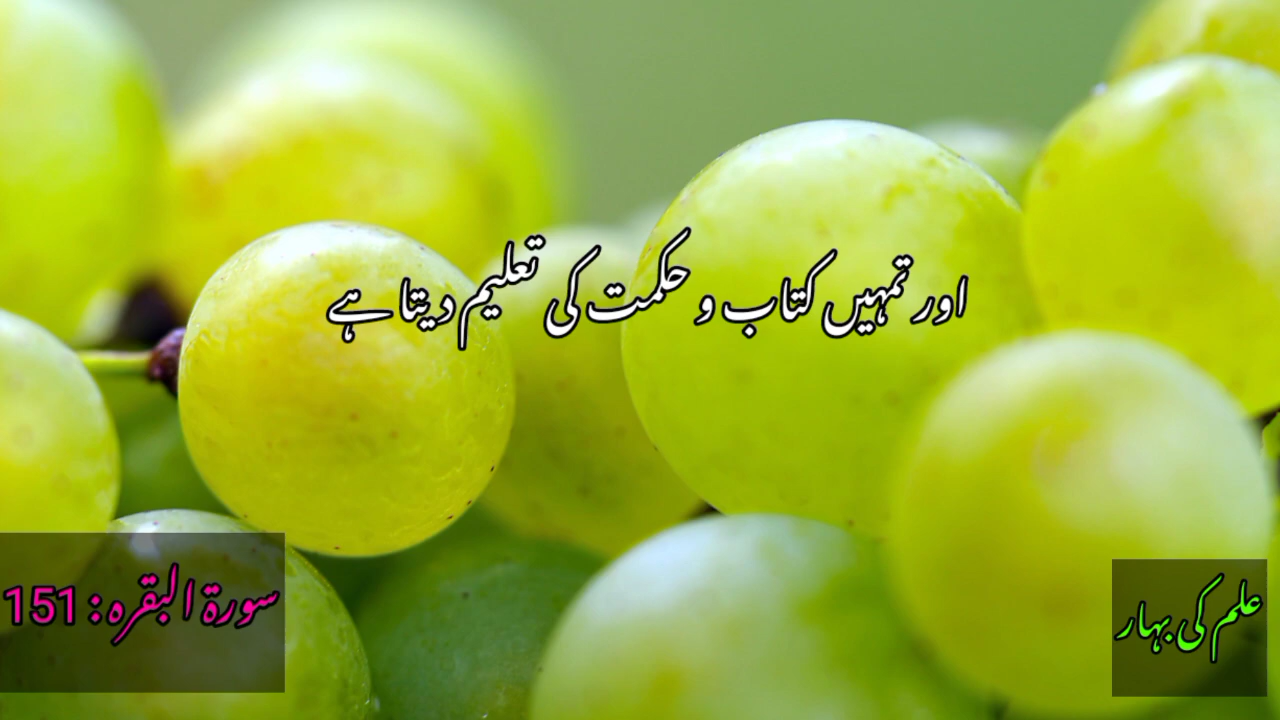 اور تمہیں کتاب و حکمت کی تعلیم دیتا ہے
سورۃ البقرہ: 151
علم کی بہار